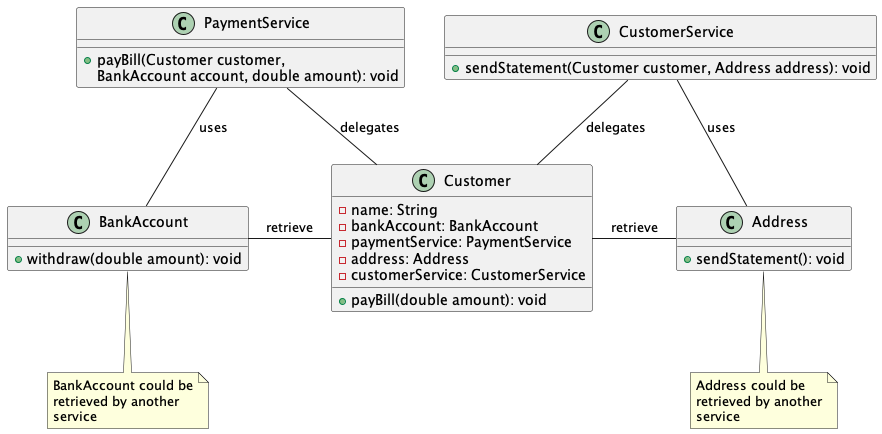 C PaymentService
payBill(Customer customer,
BankAccount account, double amount): void
C CustomerService
sendStatement(Customer customer, Address address): void
uses
delegates
delegates
uses
C BankAccount
withdraw(double amount): void
retrieve
C Customer
name: String
bankAccount: BankAccount
paymentService: PaymentService
address: Address
customerService: CustomerService
payBill(double amount): void
retrieve
C Address
sendStatement(): void
BankAccount could be
retrieved by another
service
Address could be
retrieved by another
service